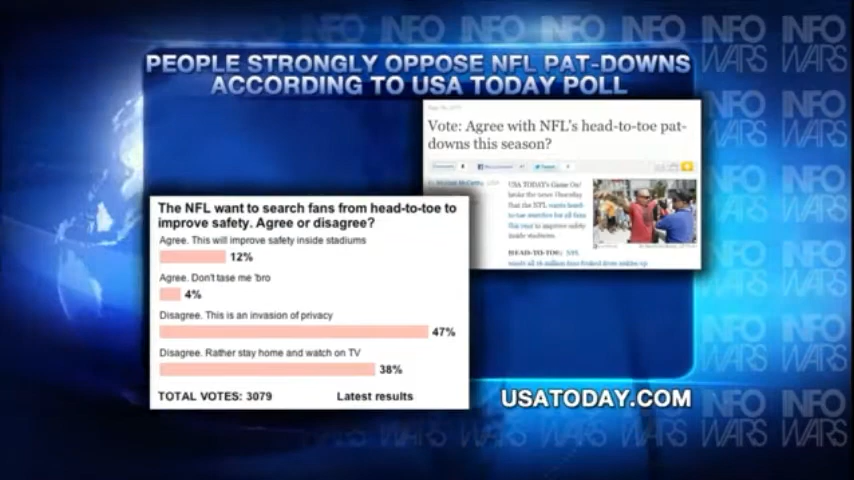 PEOPLE STRONGLY OPPOSE NFL PAT-DOWNS
ACCORDING TO USA TODAY POLL
Vote: Agree with NFL's head-to-toe pat-
downs this season?
USA TODAY's Game On!
broke the news Thursday
that the NFL wants head-
to-toe searches for all fans
this year to improve safety
inside stadiums.
HEAD-TO-TOE: NFL
The NFL want to search fans from head-to-toe to
improve safety. Agree or disagree?
Agree. This will improve safety inside stadiums
12%
Agree. Don't tase me 'bro
4%
Disagree. This is an invasion of privacy
47%
Disagree. Rather stay home and watch on TV
38%
TOTAL VOTES: 3079 Latest results
USATODAY.COM
INFO
WARS